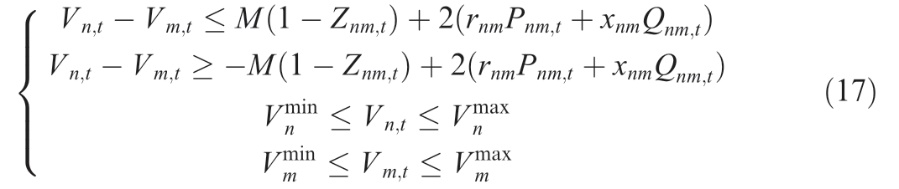 V_{n,t} − V_{m,t} ≤ M(1 − Z_{nm,t}) + 2(r_{nm}P_{nm,t} + x_{nm}Q_{nm,t})
V_{n,t} − V_{m,t} ≥ −M(1 − Z_{nm,t}) + 2(r_{nm}P_{nm,t} + x_{nm}Q_{nm,t})
V_n^{min} ≤ V_{n,t} ≤ V_n^{max}
V_m^{min} ≤ V_{m,t} ≤ V_m^{max}
(17)